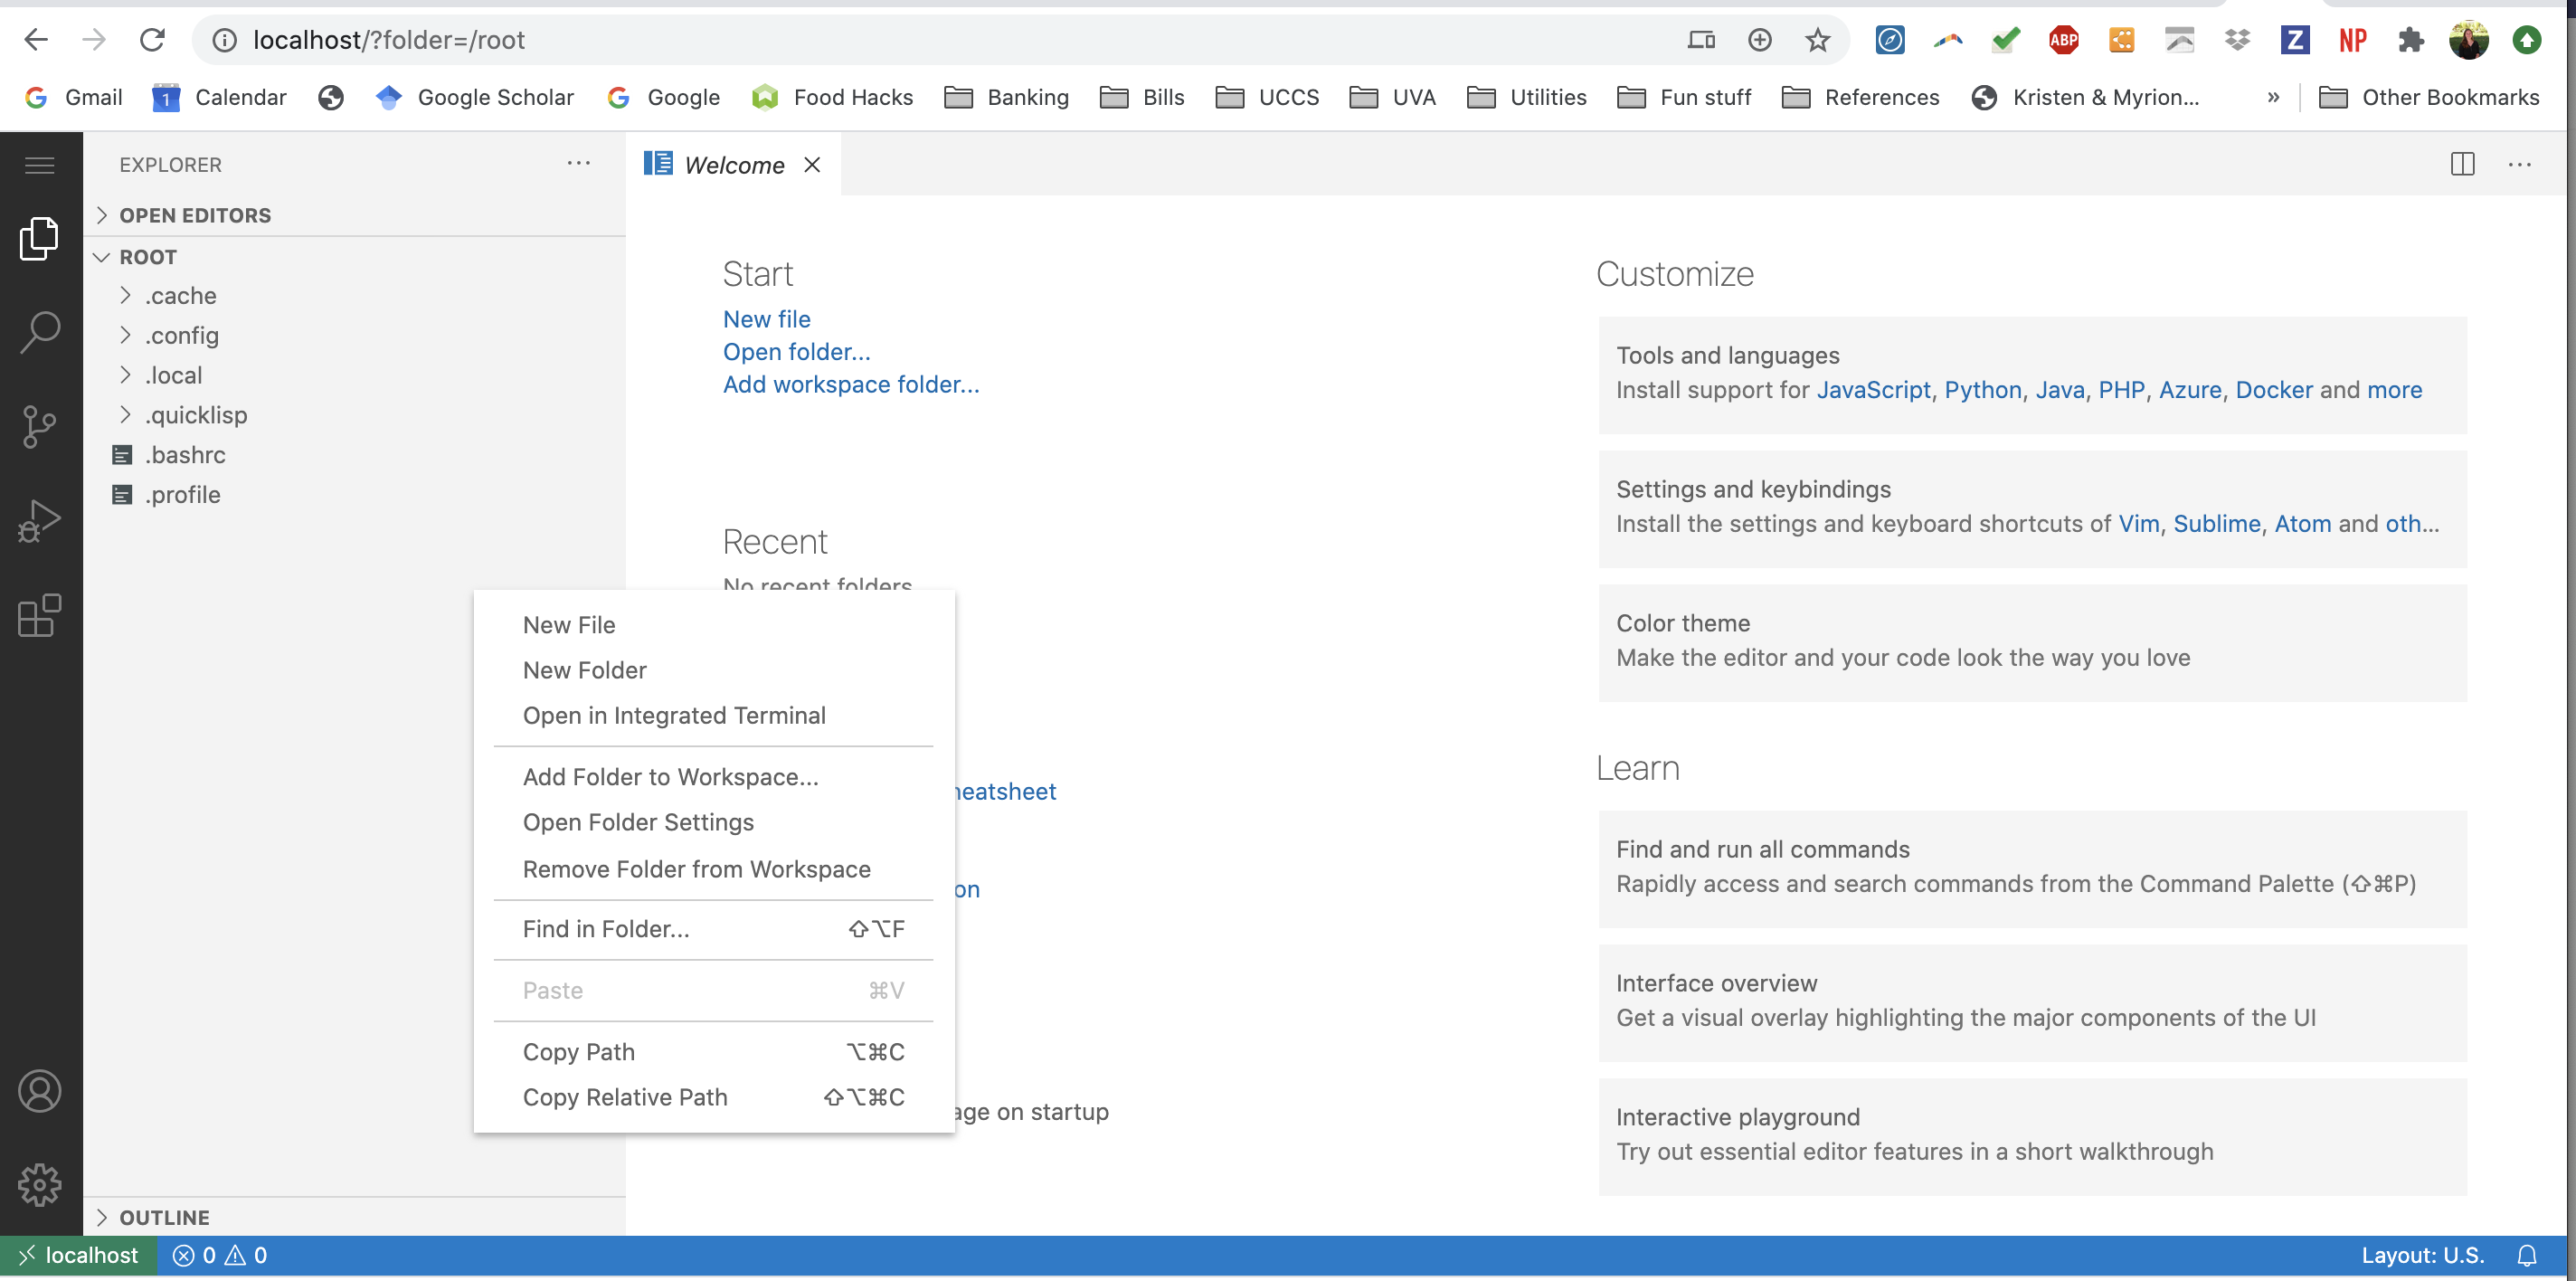 localhost/?folder=/root
ABP
Z
NP
Gmail
1
Calendar
Google Scholar
Google
Food Hacks
Banking
Bills
UCCS
UVA
Utilities
Fun stuff
References
Kristen & Myrion...
»
Other Bookmarks
EXPLORER
OPEN EDITORS
ROOT
.cache
.config
.local
.quicklisp
.bashrc
.profile
OUTLINE
Welcome
Start
New file
Open folder...
Add workspace folder...
Recent
No recent folders
New File
New Folder
Open in Integrated Terminal
Add Folder to Workspace...
Open Folder Settings
Remove Folder from Workspace
Find in Folder... ⇧⌥F
Paste ⌘V
Copy Path ⌥⌘C
Copy Relative Path ⇧⌥⌘C
heatsheet
on
age on startup
Customize
Tools and languages
Install support for JavaScript, Python, Java, PHP, Azure, Docker and more
Settings and keybindings
Install the settings and keyboard shortcuts of Vim, Sublime, Atom and oth...
Color theme
Make the editor and your code look the way you love
Learn
Find and run all commands
Rapidly access and search commands from the Command Palette (⇧⌘P)
Interface overview
Get a visual overlay highlighting the major components of the UI
Interactive playground
Try out essential editor features in a short walkthrough
localhost
0
0
Layout: U.S.